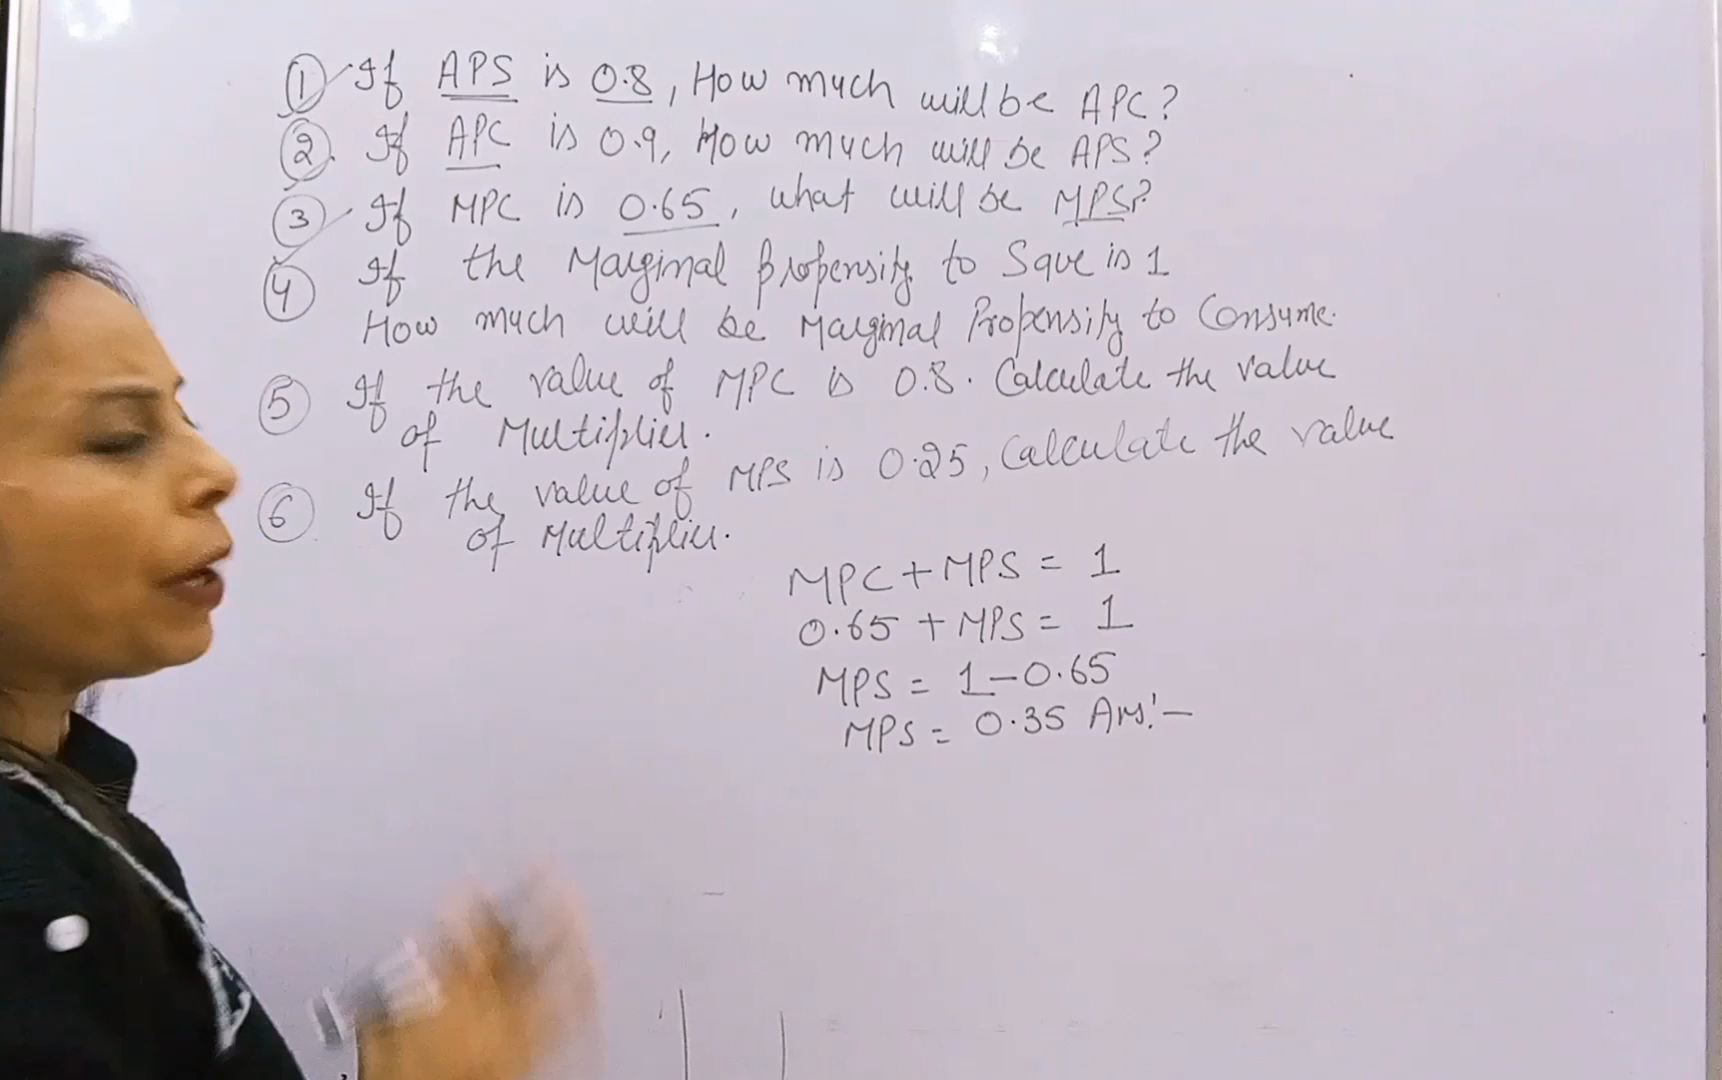 ① If APS is 0.8, How much will be APC?
②. If APC is 0.9, How much will be APS?
③ If MPC is 0.65, what will be MPS?
④ If the Marginal Propensity to Save is 1
How much will be Marginal Propensity to Consume.
⑤ If the value of MPC is 0.8. Calculate the value
of Multiplier.
⑥ If the value of MPS is 0.25, Calculate the value
of Multiplier.
MPC + MPS = 1
0.65 + MPS = 1
MPS = 1-0.65
MPS = 0.35 Ans:-